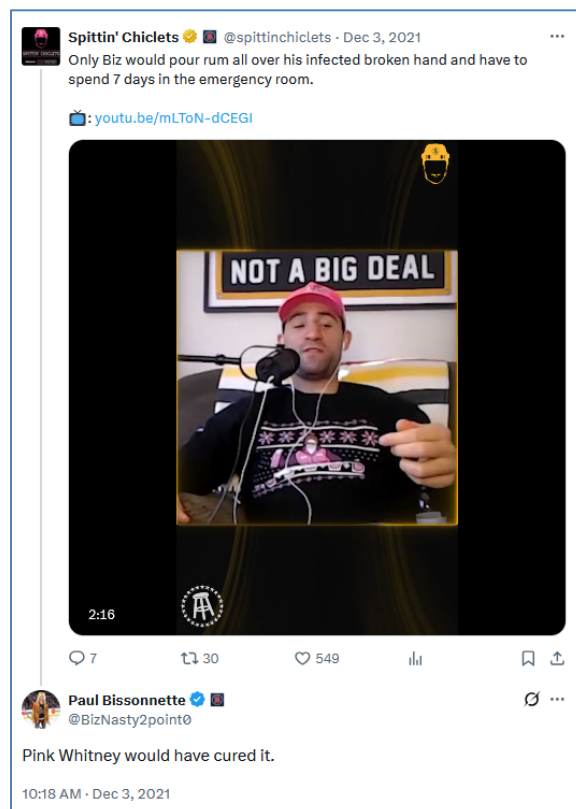 Spittin' Chiclets @spittinchiclets · Dec 3, 2021
Only Biz would pour rum all over his infected broken hand and have to
spend 7 days in the emergency room.
: youtu.be/mLToN-dCEGI
NOT A BIG DEAL
2:16
7 30 549
Paul Bissonnette
@BizNasty2point0
Pink Whitney would have cured it.
10:18 AM · Dec 3, 2021